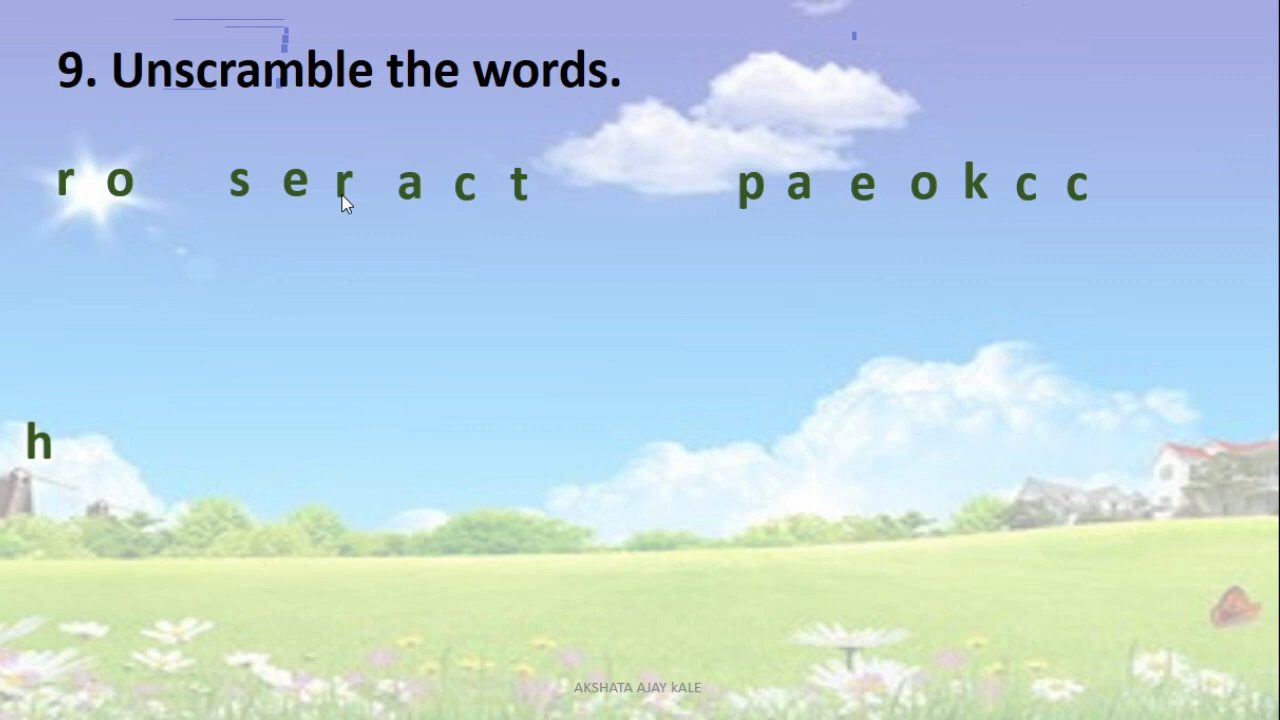 9. Unscramble the words.
r o s e r a c t p a e o k c c
h
AKSHATA AJAY kALE